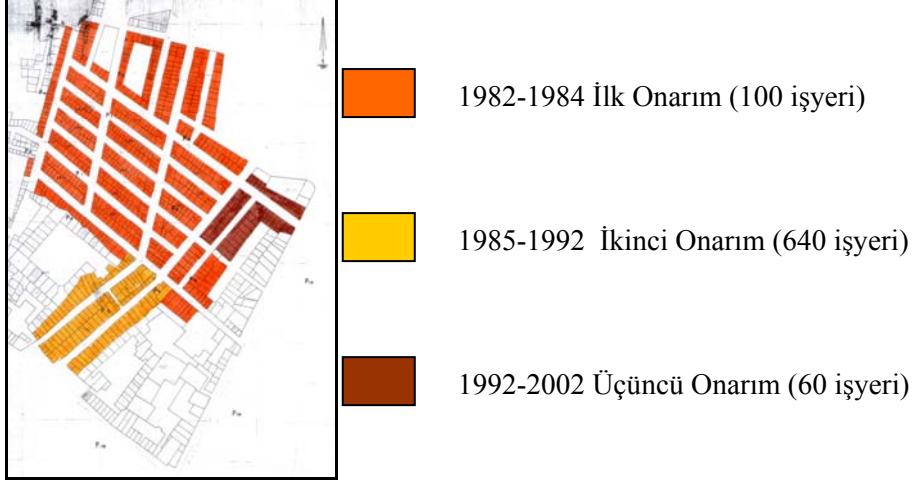 1982-1984 İlk Onarım (100 işyeri)
1985-1992 İkinci Onarım (640 işyeri)
1992-2002 Üçüncü Onarım (60 işyeri)